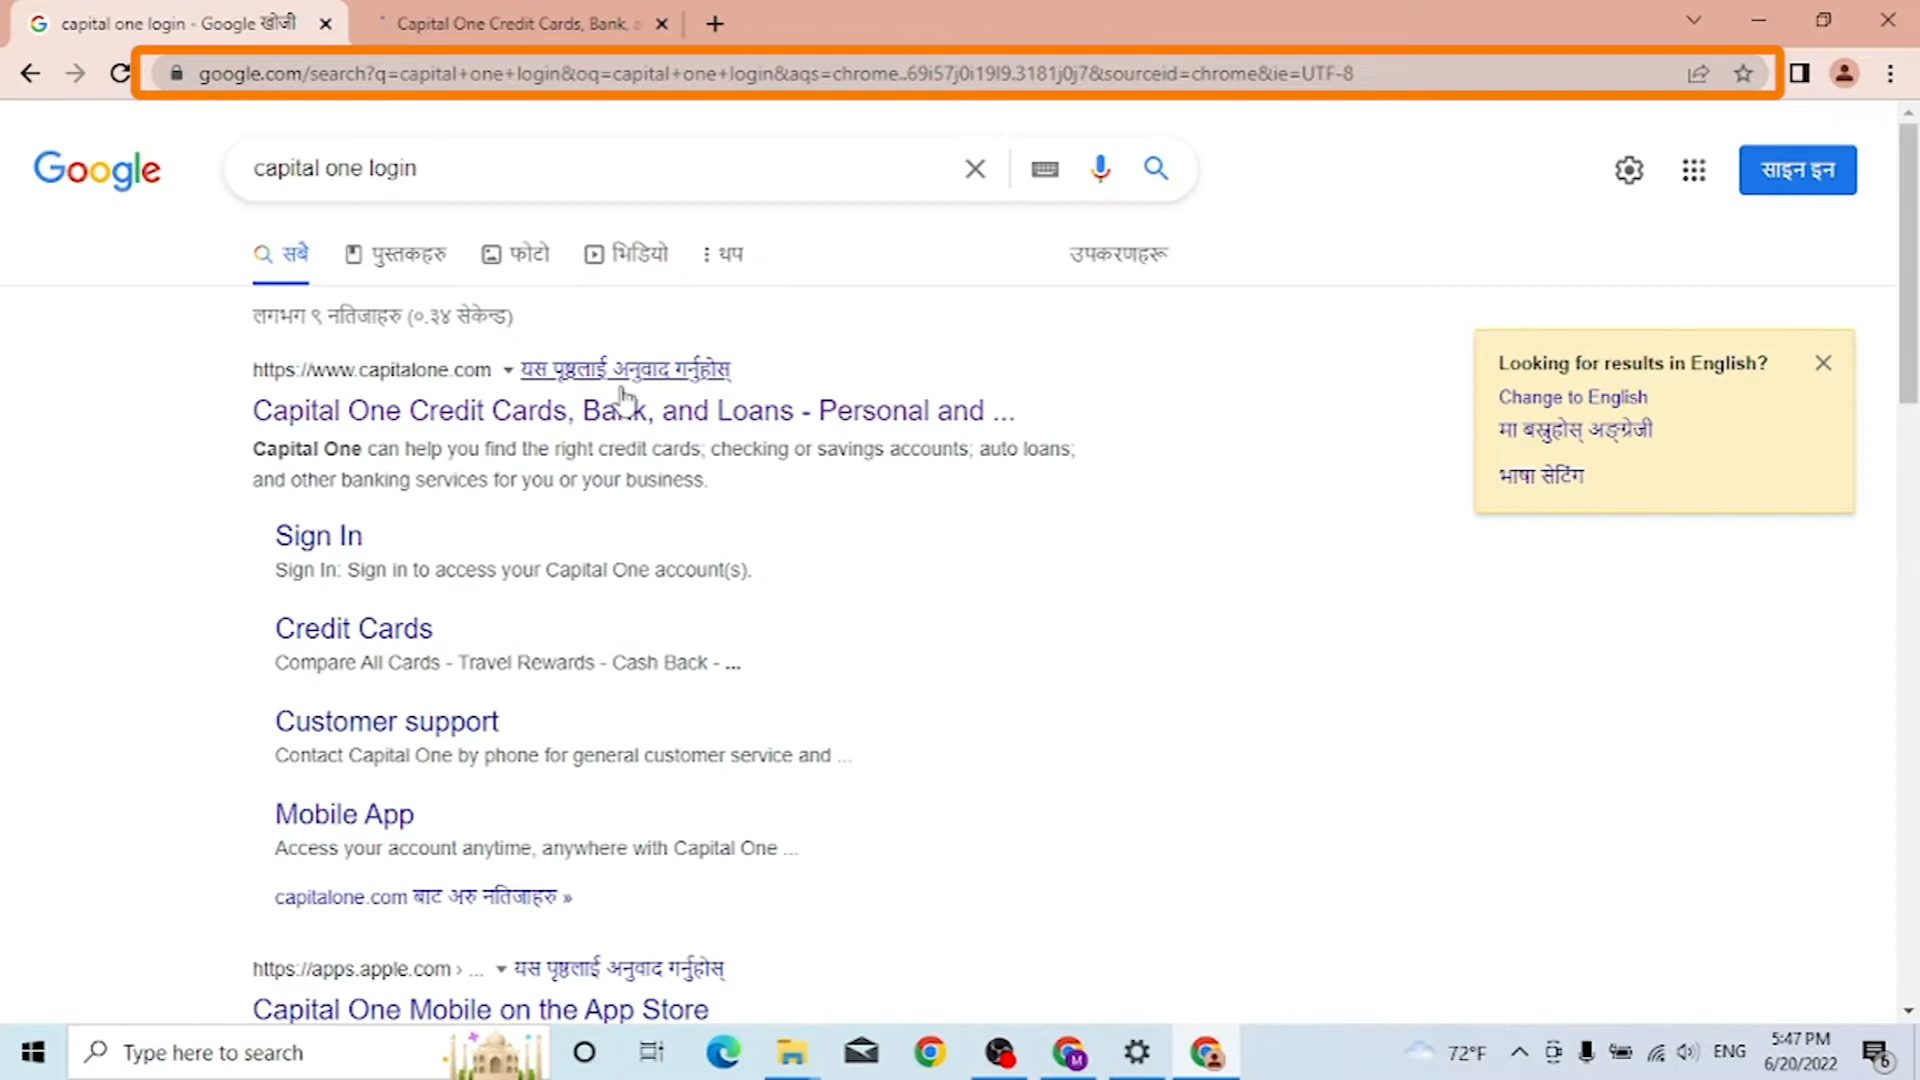 capital one login - Google खोजी
Capital One Credit Cards, Bank, a
google.com/search?q=capital+one+login&oq=capital+one+login&aqs=chrome..69i57j0i19l9.3181j0j7&sourceid=chrome&ie=UTF-8
Google
capital one login
साइन इन
सबै
पुस्तकहरु
फोटो
भिडियो
थप
उपकरणहरू
लगभग ९ नतिजाहरु (०.३४ सेकेन्ड)
https://www.capitalone.com यस पृष्ठलाई अनुवाद गर्नुहोस्
Capital One Credit Cards, Bank, and Loans - Personal and ...
Capital One can help you find the right credit cards; checking or savings accounts; auto loans;
and other banking services for you or your business.
Sign In
Sign In: Sign in to access your Capital One account(s).
Credit Cards
Compare All Cards - Travel Rewards - Cash Back - ...
Customer support
Contact Capital One by phone for general customer service and ...
Mobile App
Access your account anytime, anywhere with Capital One ...
capitalone.com बाट अरु नतिजाहरु »
https://apps.apple.com › ... यस पृष्ठलाई अनुवाद गर्नुहोस्
Capital One Mobile on the App Store
Looking for results in English?
Change to English
मा बस्नुहोस् अङ्ग्रेजी
भाषा सेटिंग
Type here to search
M
72°F
ENG
5:47 PM
6/20/2022
6